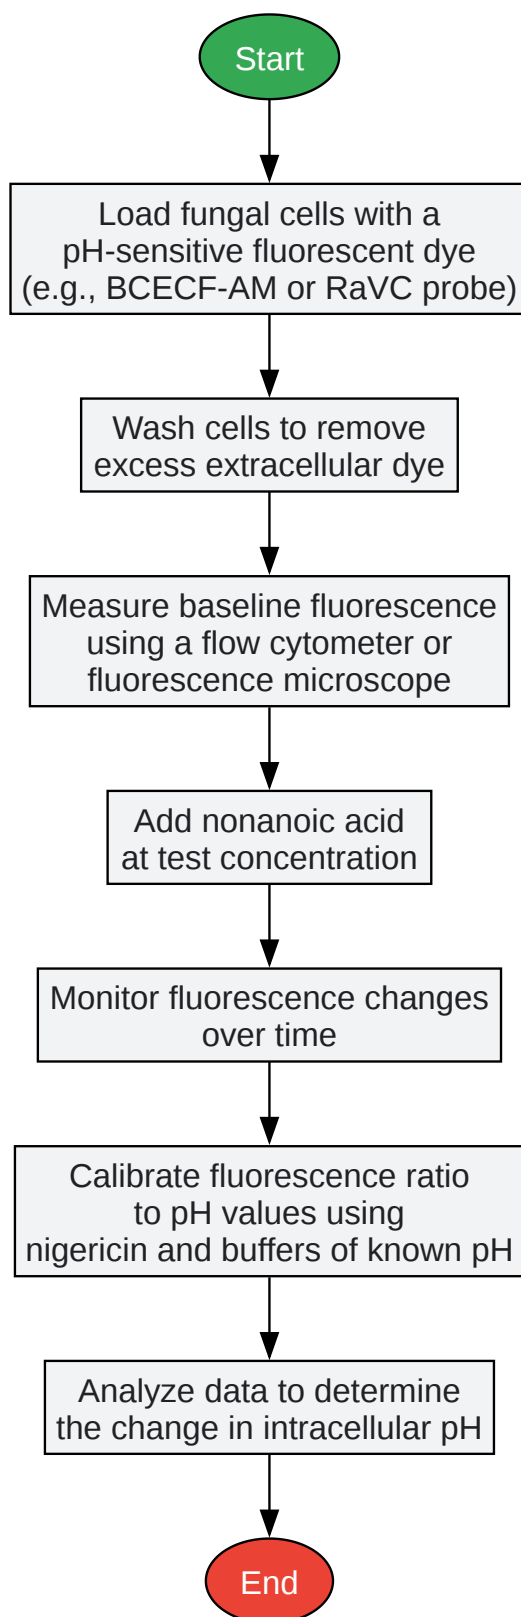 Start
Load fungal cells with a
pH-sensitive fluorescent dye
(e.g., BCECF-AM or RaVC probe)
Wash cells to remove
excess extracellular dye
Measure baseline fluorescence
using a flow cytometer or
fluorescence microscope
Add nonanoic acid
at test concentration
Monitor fluorescence changes
over time
Calibrate fluorescence ratio
to pH values using
nigericin and buffers of known pH
Analyze data to determine
the change in intracellular pH
End